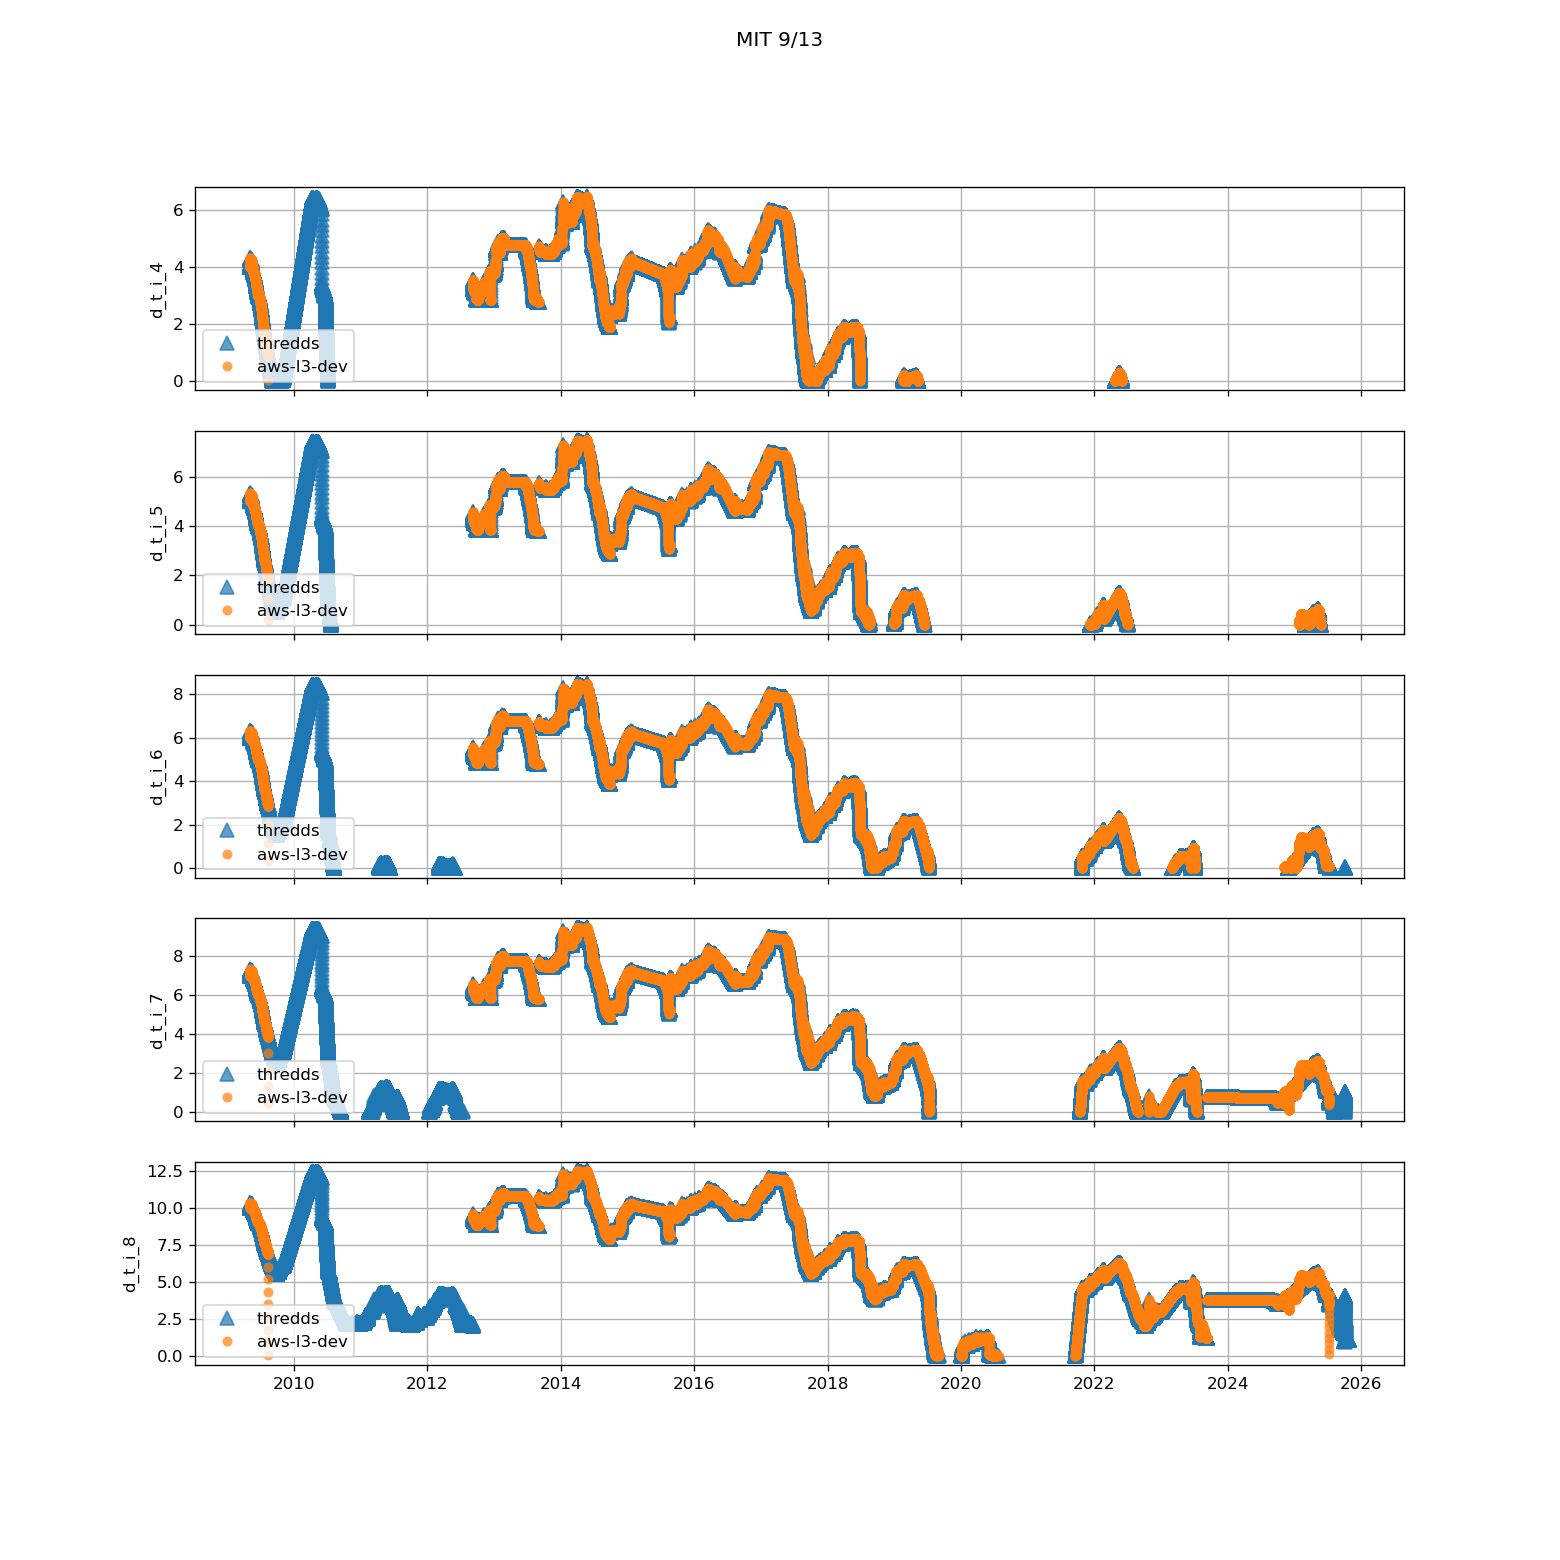 MIT 9/13
d_t_i_4
6
4
2
0
thredds
aws-l3-dev
d_t_i_5
6
4
2
0
thredds
aws-l3-dev
d_t_i_6
8
6
4
2
0
thredds
aws-l3-dev
d_t_i_7
8
6
4
2
0
thredds
aws-l3-dev
d_t_i_8
12.5
10.0
7.5
5.0
2.5
0.0
thredds
aws-l3-dev
2010 2012 2014 2016 2018 2020 2022 2024 2026